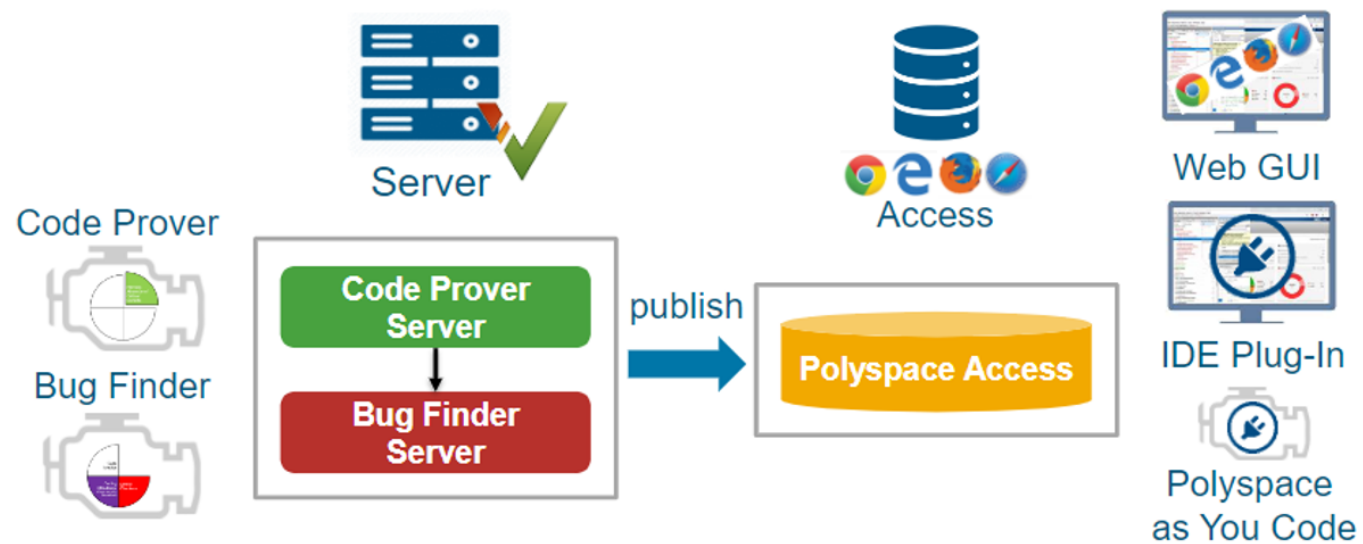 Server
Access
Web GUI
Code Prover
Code Prover
Server
publish
Polyspace Access
IDE Plug-In
Bug Finder
Bug Finder
Server
Polyspace
as You Code